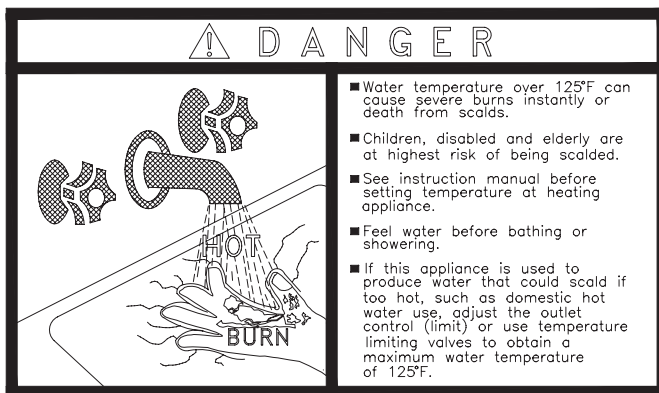 DANGER
HOT
BURN
Water temperature over 125°F can
cause severe burns instantly or
death from scalds.
Children, disabled and elderly are
at highest risk of being scalded.
See instruction manual before
setting temperature at heating
appliance.
Feel water before bathing or
showering.
If this appliance is used to
produce water that could scald if
too hot, such as domestic hot
water use, adjust the outlet
control (limit) or use temperature
limiting valves to obtain a
maximum water temperature
of 125°F.